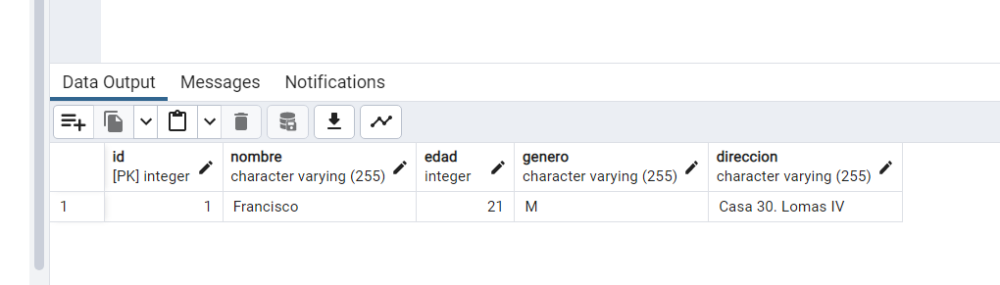 Data Output Messages Notifications
id nombre edad genero direccion
[PK] integer character varying (255) integer character varying (255) character varying (255)
1 1 Francisco 21 M Casa 30. Lomas IV